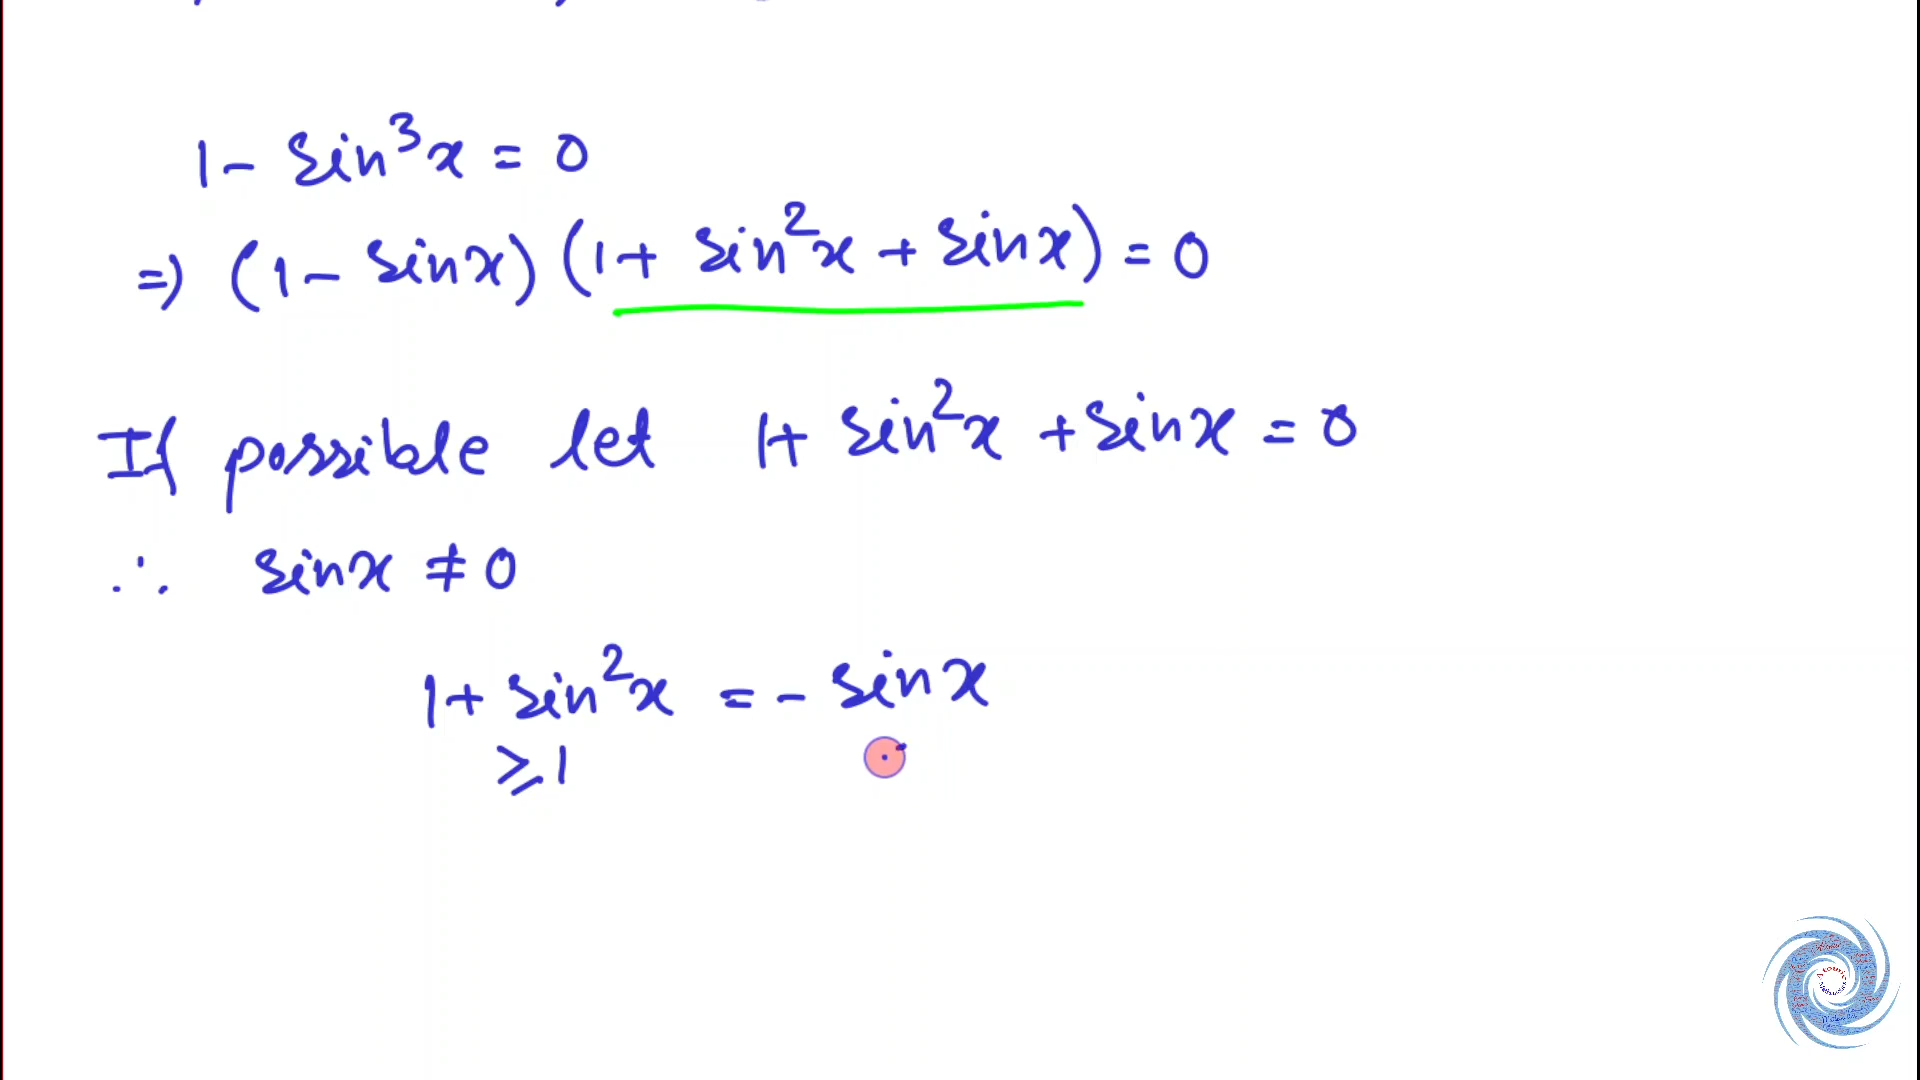 1 - sin³x = 0
⇒ (1 - sinx) (1 + sin²x + sinx) = 0
If possible let 1 + sin²x + sinx = 0
∴ sinx ≠ 0
1 + sin²x = - sinx
≥ 1